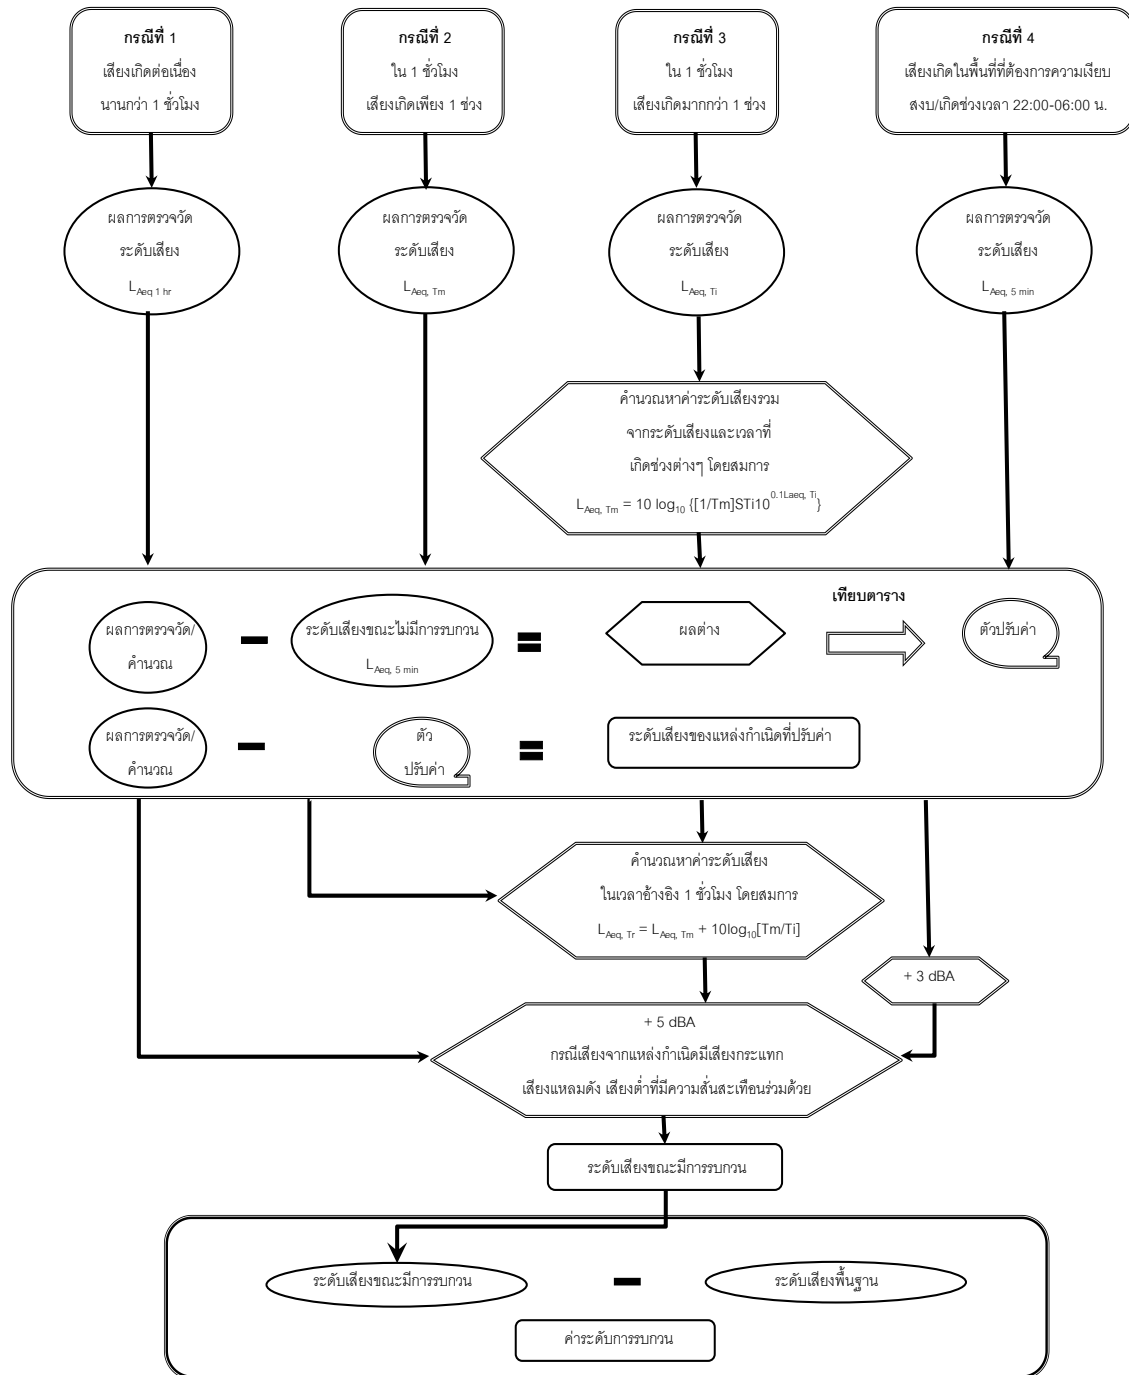 กรณีที่ 1
เสียงเกิดต่อเนื่อง
นานกว่า 1 ชั่วโมง
กรณีที่ 2
ใน 1 ชั่วโมง
เสียงเกิดเพียง 1 ช่วง
กรณีที่ 3
ใน 1 ชั่วโมง
เสียงเกิดมากกว่า 1 ช่วง
กรณีที่ 4
เสียงเกิดในพื้นที่ที่ต้องการความเงียบ
สงบ/เกิดช่วงเวลา 22:00-06:00 น.
ผลการตรวจวัด
ระดับเสียง
LAeq 1 hr
ผลการตรวจวัด
ระดับเสียง
LAeq, Tm
ผลการตรวจวัด
ระดับเสียง
LAeq, Ti
ผลการตรวจวัด
ระดับเสียง
LAeq, 5 min
คำนวณหาค่าระดับเสียงรวม
จากระดับเสียงและเวลาที่
เกิดช่วงต่างๆ โดยสมการ
LAeq, Tm = 10 log10 {[1/Tm]STi10^0.1Laeq, Ti}
ผลการตรวจวัด/
คำนวณ
–
ระดับเสียงขณะไม่มีการรบกวน
LAeq, 5 min
=
ผลต่าง
เทียบตาราง
ตัวปรับค่า
ผลการตรวจวัด/
คำนวณ
–
ตัว
ปรับค่า
=
ระดับเสียงของแหล่งกำเนิดที่ปรับค่า
คำนวณหาค่าระดับเสียง
ในเวลาอ้างอิง 1 ชั่วโมง โดยสมการ
LAeq, Tr = LAeq, Tm + 10log10[Tm/Ti]
+ 3 dBA
+ 5 dBA
กรณีเสียงจากแหล่งกำเนิดมีเสียงกระแทก
เสียงแหลมดัง เสียงต่ำที่มีความสั่นสะเทือนร่วมด้วย
ระดับเสียงขณะมีการรบกวน
ระดับเสียงขณะมีการรบกวน
–
ระดับเสียงพื้นฐาน
ค่าระดับการรบกวน